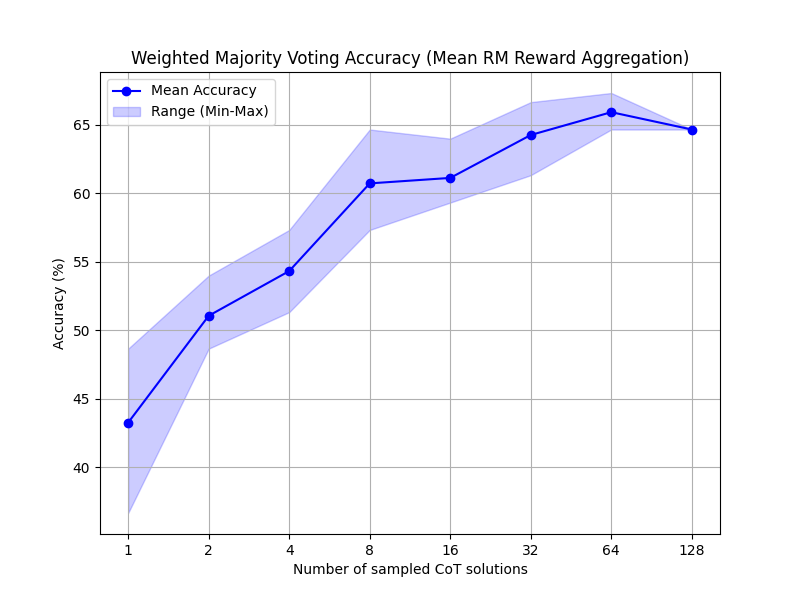 Weighted Majority Voting Accuracy (Mean RM Reward Aggregation)
Mean Accuracy
Range (Min-Max)
65
60
55
50
45
40
Accuracy (%)
1 2 4 8 16 32 64 128
Number of sampled CoT solutions